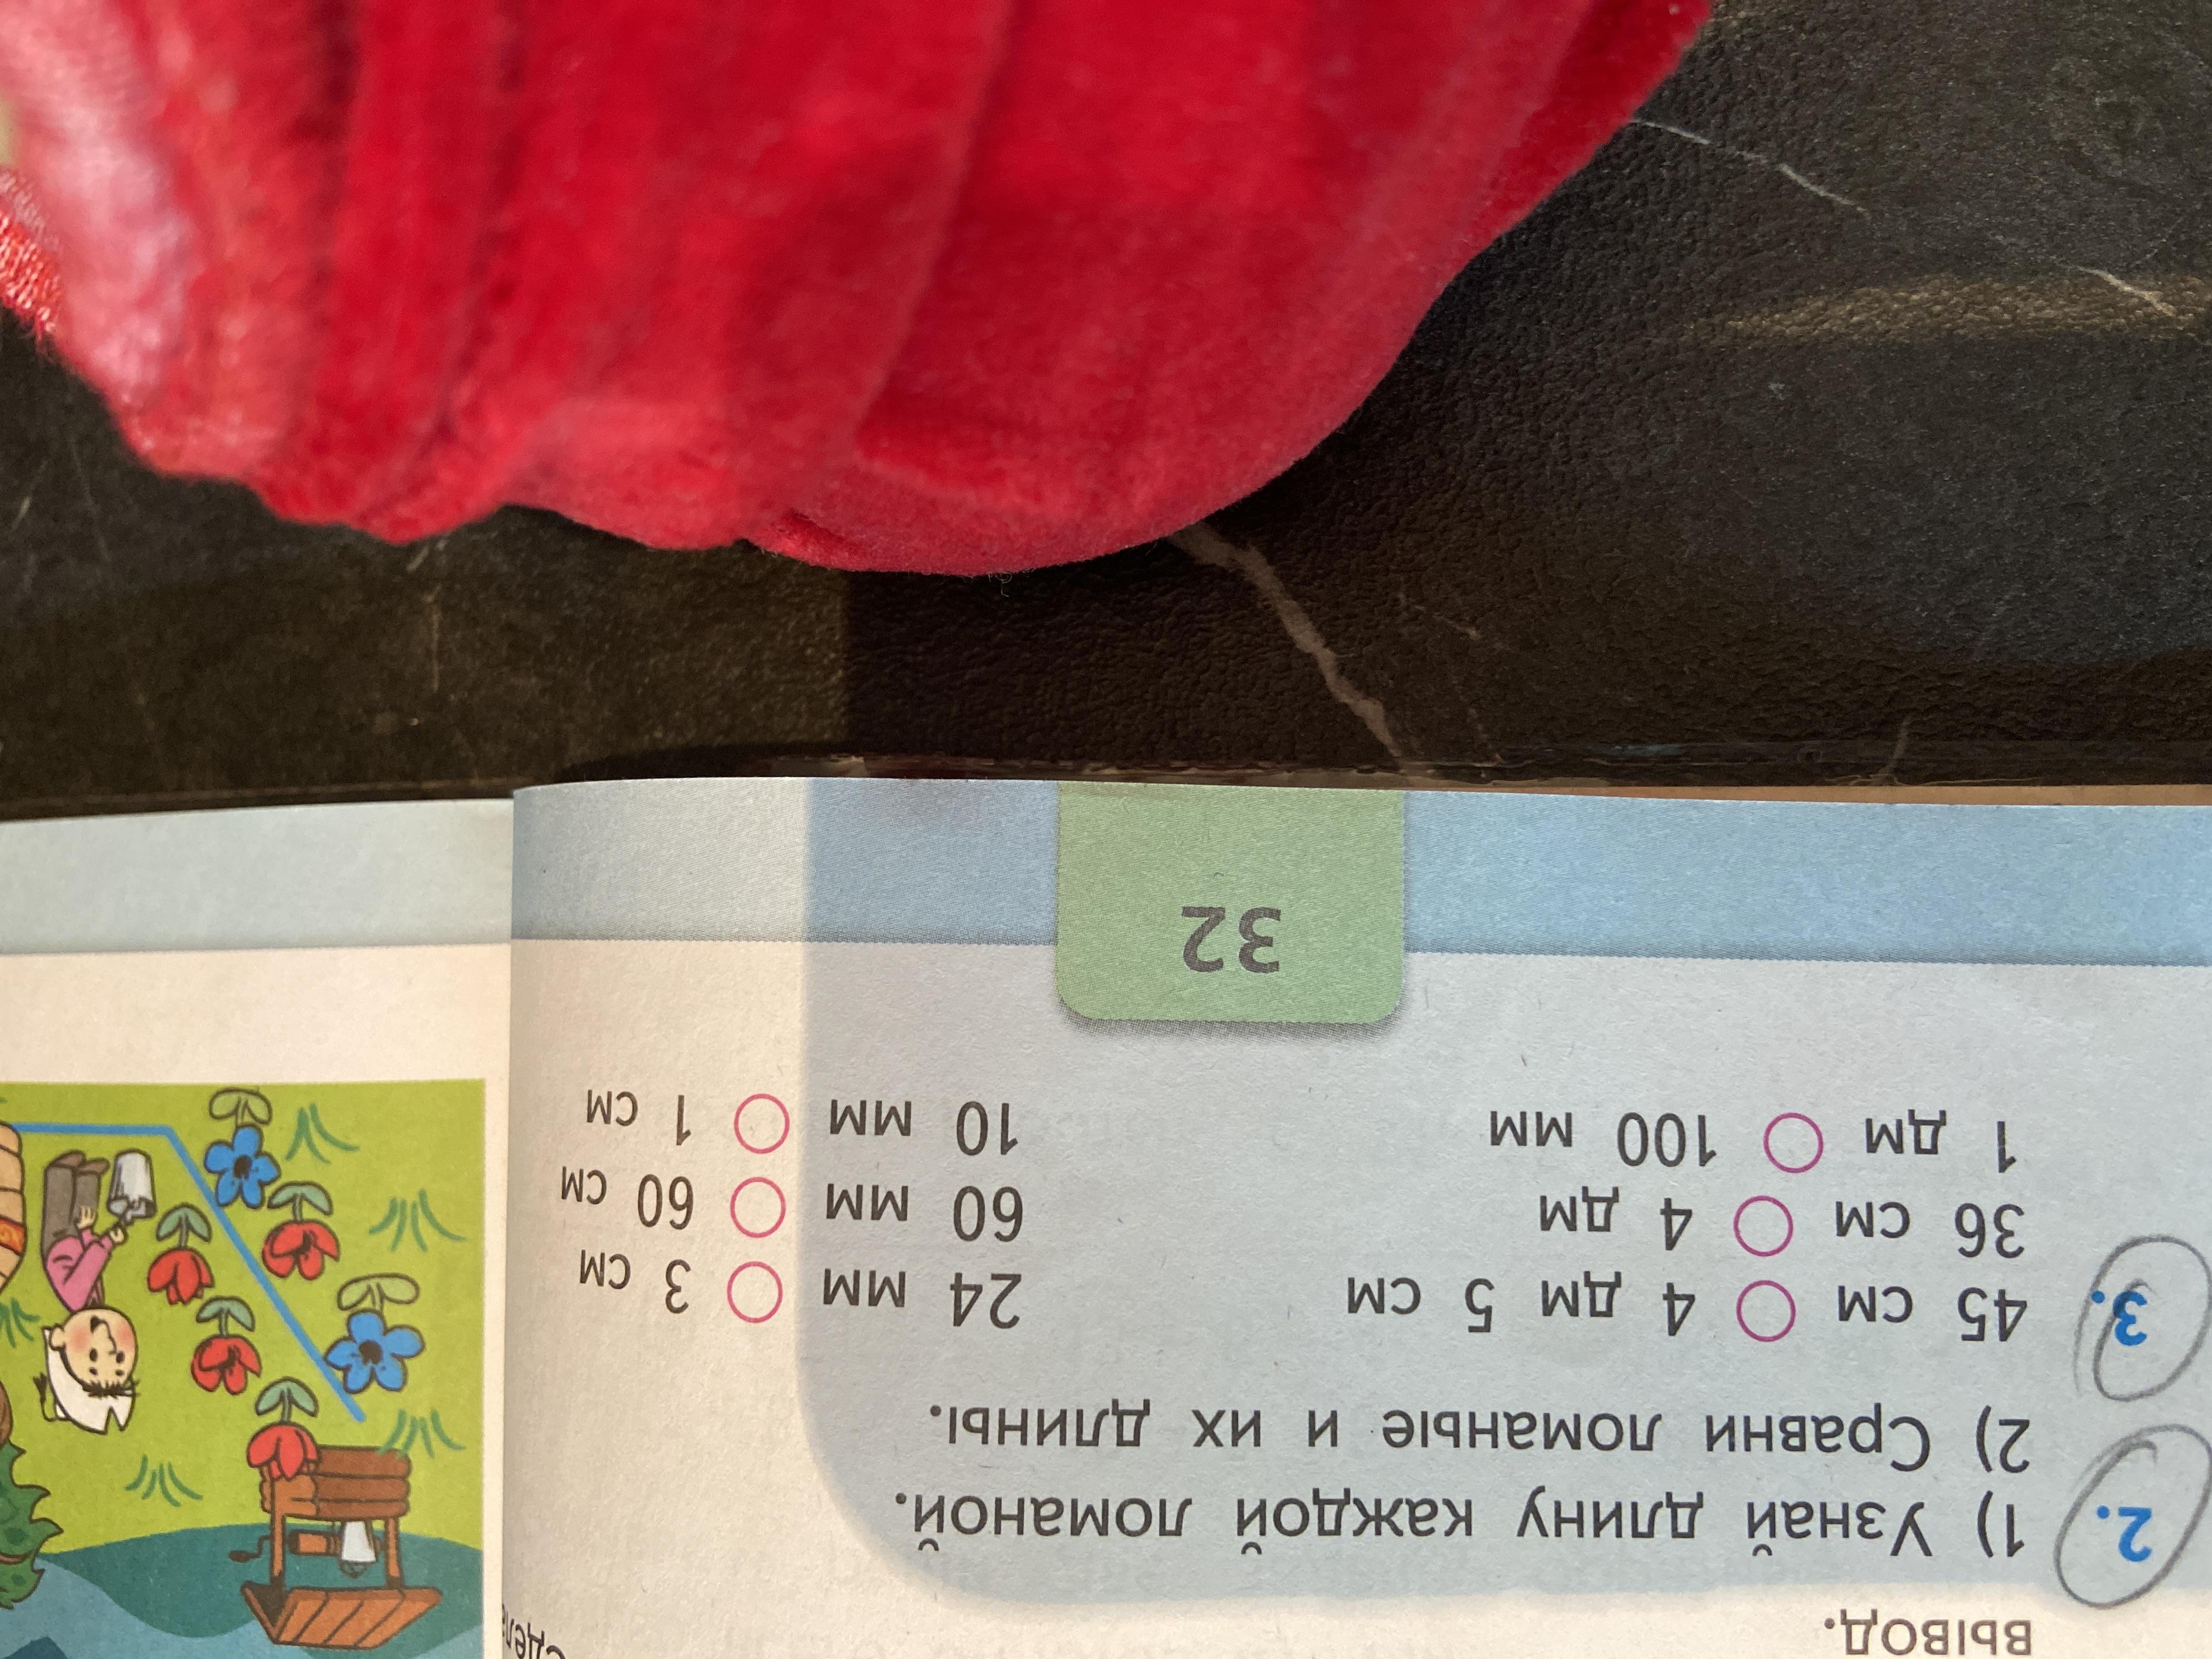 вывод.
2. 1) Узнай длину каждой ломаной.
2) Сравни ломаные и их длины.
3. 45 см ○ 4 дм 5 см 24 мм ○ 3 см
36 см ○ 4 дм 60 мм ○ 60 см
1 дм ○ 100 мм 10 мм ○ 1 см
32